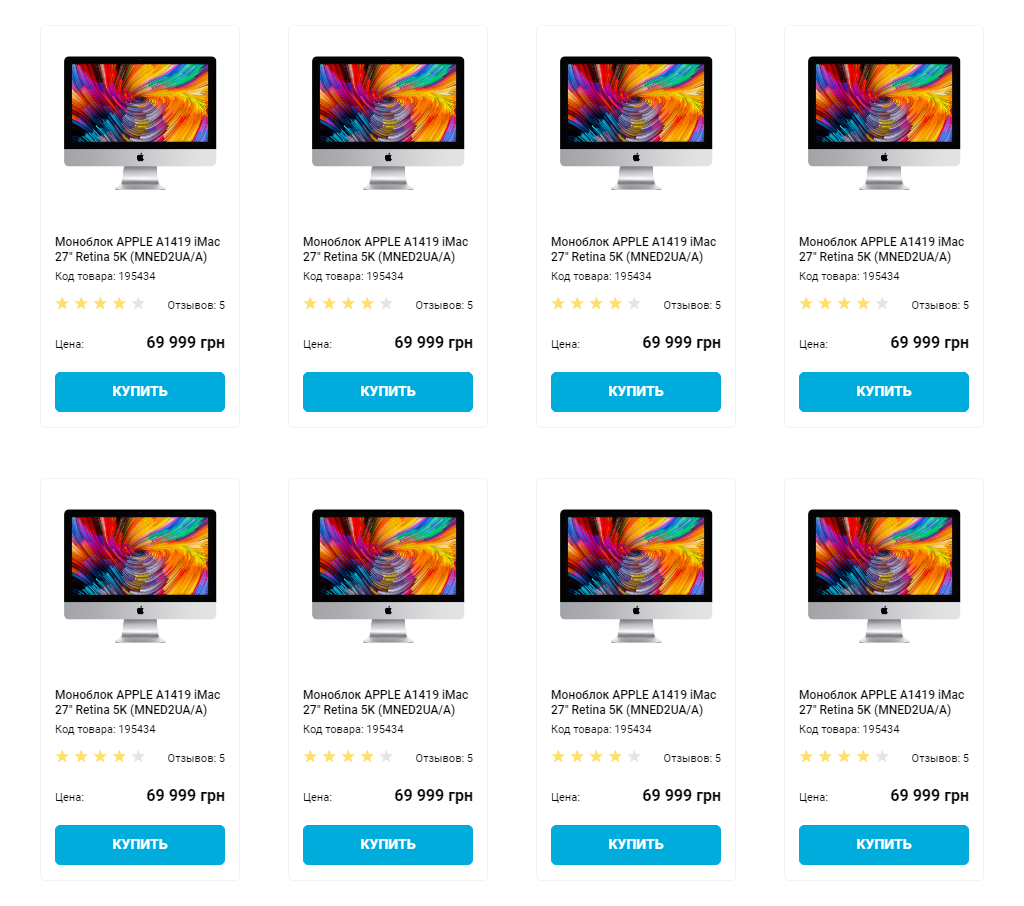 Моноблок APPLE A1419 iMac
27" Retina 5K (MNED2UA/A)
Код товара: 195434
Отзывов: 5
Цена: 69 999 грн
КУПИТЬ
Моноблок APPLE A1419 iMac
27" Retina 5K (MNED2UA/A)
Код товара: 195434
Отзывов: 5
Цена: 69 999 грн
КУПИТЬ
Моноблок APPLE A1419 iMac
27" Retina 5K (MNED2UA/A)
Код товара: 195434
Отзывов: 5
Цена: 69 999 грн
КУПИТЬ
Моноблок APPLE A1419 iMac
27" Retina 5K (MNED2UA/A)
Код товара: 195434
Отзывов: 5
Цена: 69 999 грн
КУПИТЬ
Моноблок APPLE A1419 iMac
27" Retina 5K (MNED2UA/A)
Код товара: 195434
Отзывов: 5
Цена: 69 999 грн
КУПИТЬ
Моноблок APPLE A1419 iMac
27" Retina 5K (MNED2UA/A)
Код товара: 195434
Отзывов: 5
Цена: 69 999 грн
КУПИТЬ
Моноблок APPLE A1419 iMac
27" Retina 5K (MNED2UA/A)
Код товара: 195434
Отзывов: 5
Цена: 69 999 грн
КУПИТЬ
Моноблок APPLE A1419 iMac
27" Retina 5K (MNED2UA/A)
Код товара: 195434
Отзывов: 5
Цена: 69 999 грн
КУПИТЬ